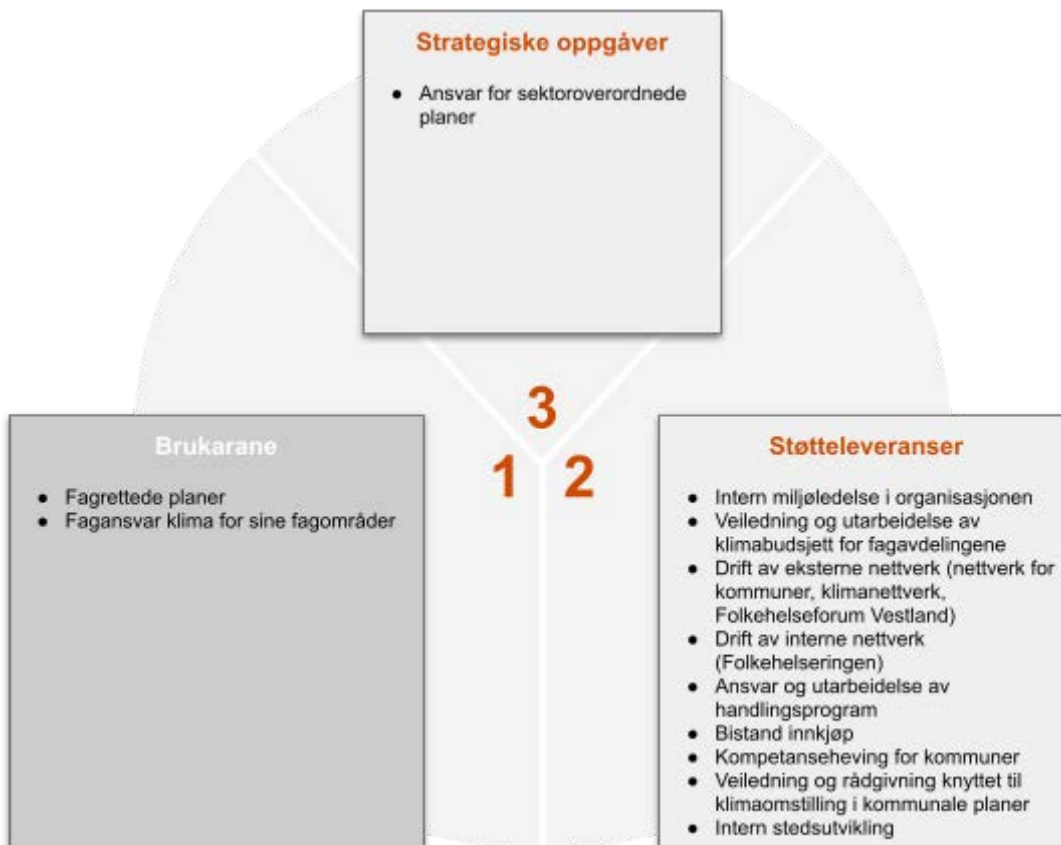 Strategiske oppgåver
● Ansvar for sektoroverordnede
planer
3
1
2
Brukarane
● Fagrettede planer
● Fagansvar klima for sine fagområder
Støtteleveranser
● Intern miljøledelse i organisasjonen
● Veiledning og utarbeidelse av
klimabudsjett for fagavdelingene
● Drift av eksterne nettverk (nettverk for
kommuner, klimanettverk,
Folkehelseforum Vestland)
● Drift av interne nettverk
(Folkehelseringen)
● Ansvar og utarbeidelse av
handlingsprogram
● Bistand innkjøp
● Kompetanseheving for kommuner
● Veiledning og rådgivning knyttet til
klimaomstilling i kommunale planer
● Intern stedsutvikling